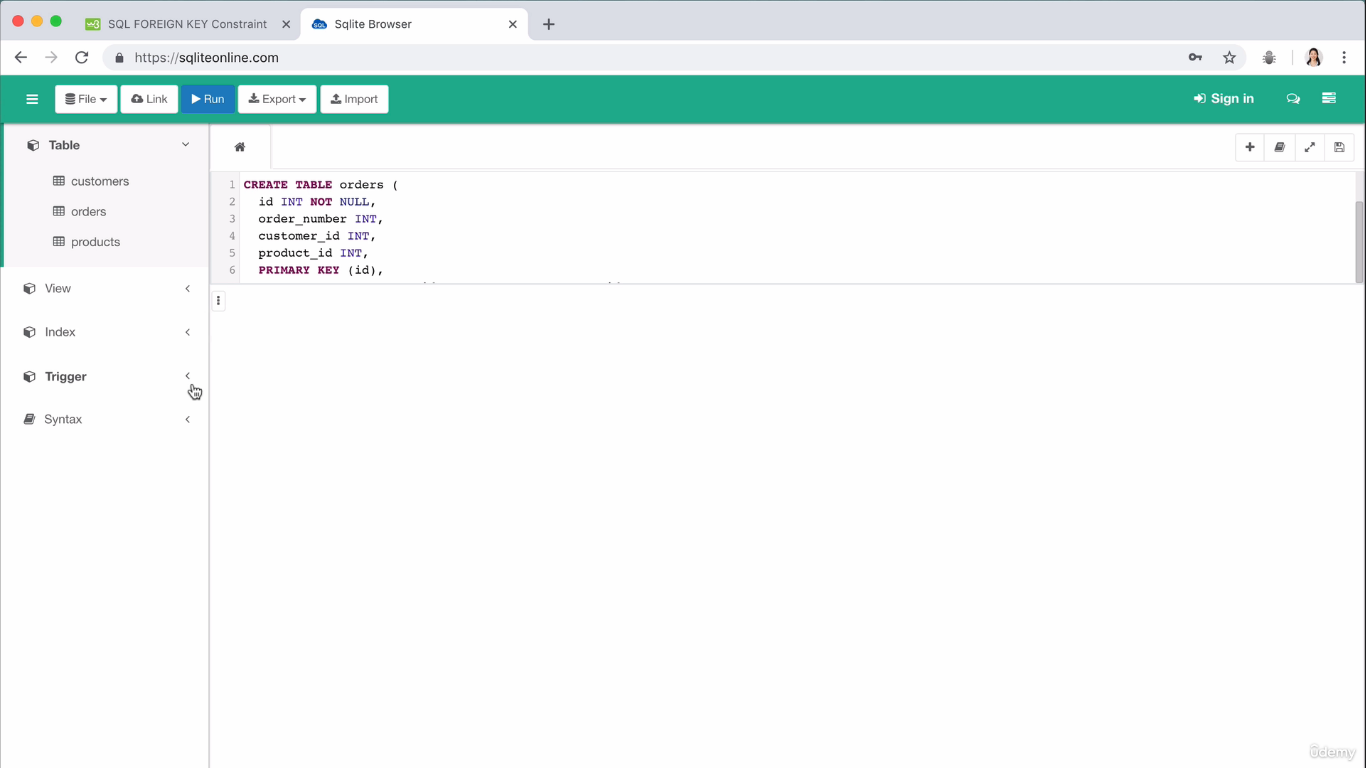 SQL FOREIGN KEY Constraint
Sqlite Browser
https://sqliteonline.com
File
Link
Run
Export
Import
Sign in
Table
customers
orders
products
View
Index
Trigger
Syntax
1 CREATE TABLE orders (
2 id INT NOT NULL,
3 order_number INT,
4 customer_id INT,
5 product_id INT,
6 PRIMARY KEY (id),
ûdemy